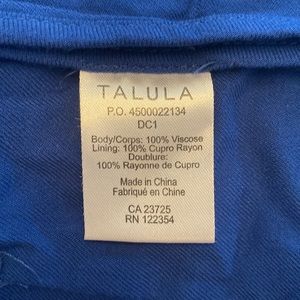 TALULA
P.O. 4500022134
DC1
Body/Corps: 100% Viscose
Lining: 100% Cupro Rayon
Doublure:
100% Rayonne de Cupro
Made in China
Fabriqué en Chine
CA 23725
RN 122354